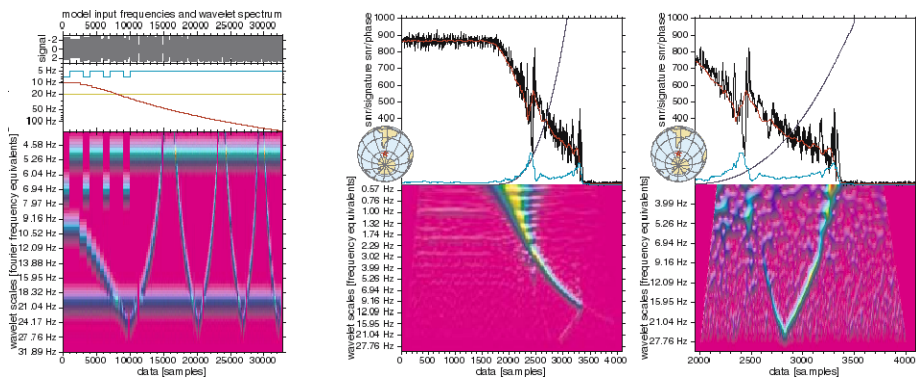 model input frequencies and wavelet spectrum
0 5000 10000 15000 20000 25000 30000
signal
-2
0
2
5 Hz
10 Hz
20 Hz
50 Hz
100 Hz
wavelet scales [fourier frequency equivalents]
4.58 Hz
5.26 Hz
6.04 Hz
6.94 Hz
7.97 Hz
9.16 Hz
10.52 Hz
12.09 Hz
13.88 Hz
15.95 Hz
18.32 Hz
21.04 Hz
24.17 Hz
27.76 Hz
31.89 Hz
0 5000 10000 15000 20000 25000 30000
data [samples]
snr/signature snr/phase
1000
900
800
700
600
500
400
300
200
100
0
wavelet scales [frequency equivalents]
0.57 Hz
0.76 Hz
1.00 Hz
1.32 Hz
1.74 Hz
2.29 Hz
3.02 Hz
3.99 Hz
5.26 Hz
6.94 Hz
9.16 Hz
12.09 Hz
15.95 Hz
21.04 Hz
27.76 Hz
0 500 1000 1500 2000 2500 3000 3500 4000
data [samples]
snr/signature snr/phase
1000
900
800
700
600
500
400
300
200
100
0
wavelet scales [frequency equivalents]
3.99 Hz
5.26 Hz
6.94 Hz
9.16 Hz
12.09 Hz
15.95 Hz
21.04 Hz
27.76 Hz
2000 2500 3000 3500 4000
data [samples]